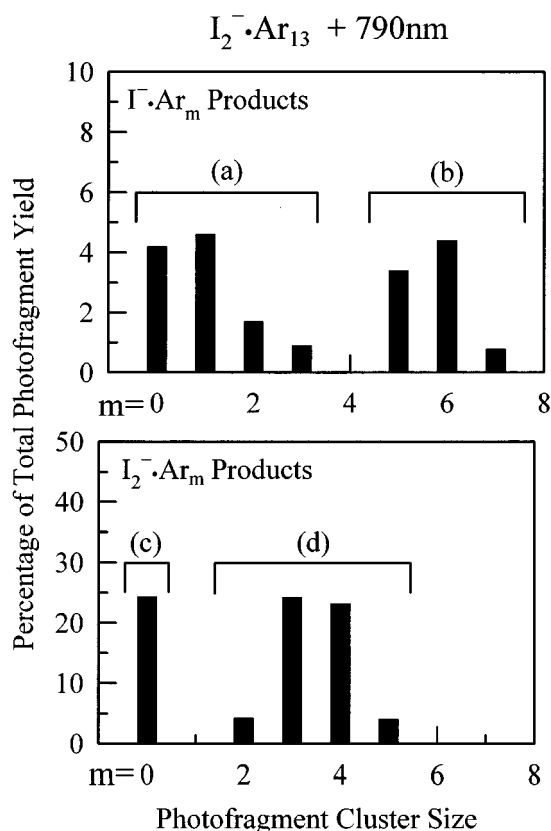 I₂⁻·Ar₁₃ + 790nm
Percentage of Total Photofragment Yield
10
I⁻·Arₘ Products
8
(a)
(b)
6
4
2
0
m= 0 2 4 6 8
50
I₂⁻·Arₘ Products
40
(c)
(d)
30
20
10
0
m= 0 2 4 6 8
Photofragment Cluster Size